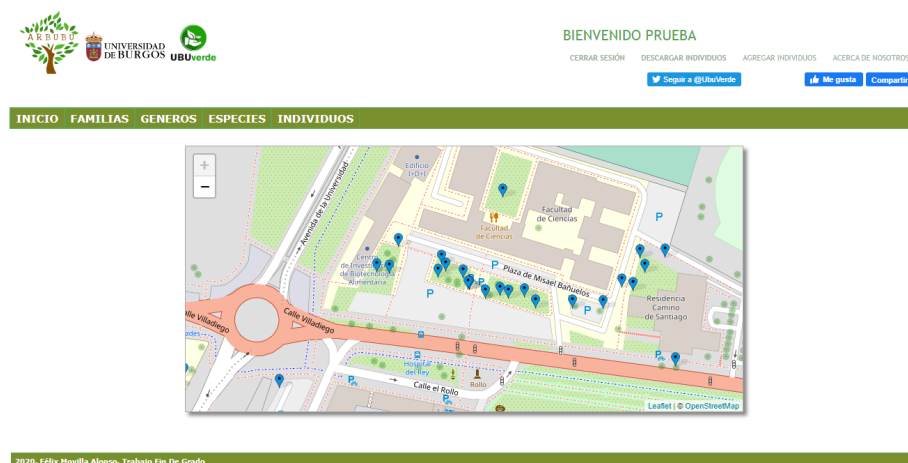 ARBUBU
UNIVERSIDAD
DE BURGOS
UBUverde
BIENVENIDO PRUEBA
CERRAR SESIÓN DESCARGAR INDIVIDUOS AGREGAR INDIVIDUOS ACERCA DE NOSOTROS
Seguir a @UbuVerde
Me gusta
Compartir
INICIO FAMILIAS GENEROS ESPECIES INDIVIDUOS
+
−
Edificio
I+D+I
Avenida de la Universidad
Facultad
de Ciencias
Facultad
de Ciencias
P
Centro
de Investigación
de Biotecnología
Alimentaria
P
P
Plaza de Misael Bañuelos
P
P
Residencia
Camino
de Santiago
Calle Villadiego
Calle Villadiego
Hospital
del Rey
P
P
Calle el Rollo
Rollo
P
Leaflet | © OpenStreetMap
2020. Félix Movilla Alonso. Trabajo Fin De Grado